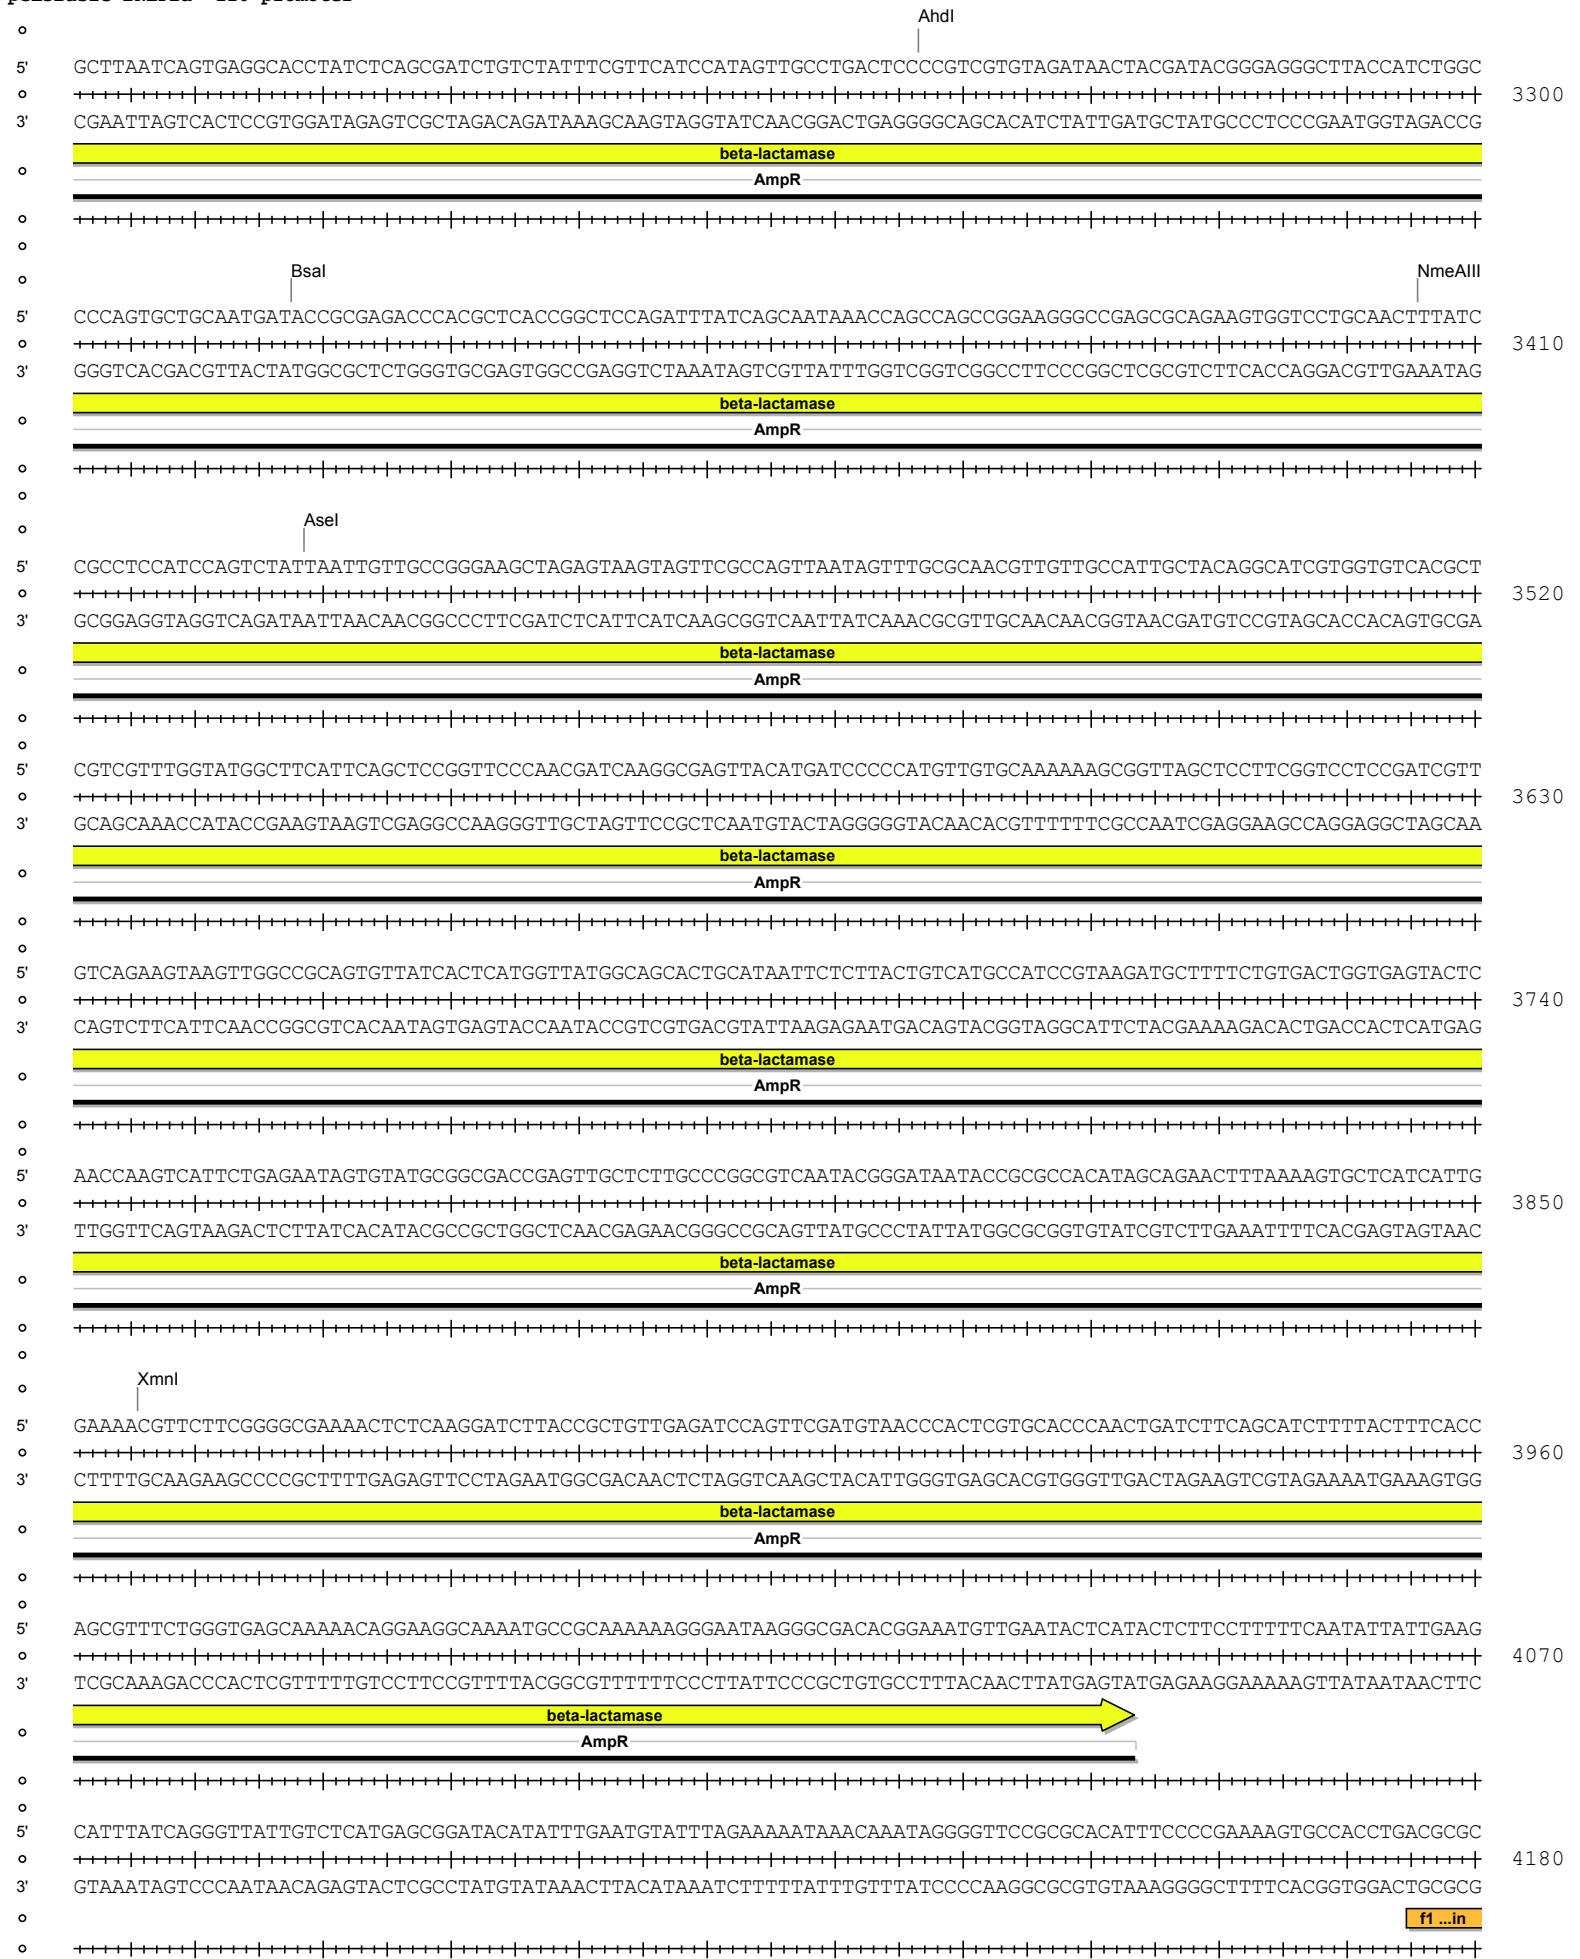 AhdI
5' GCTTAATCAGTGAGGCACCTATCTCAGCGATCTGTCTATTTCGTTCATCCATAGTTGCCTGACTCCCCGTCGTGTAGATAACTACGATACGGGAGGGCTTACCATCTGGC
3300
3' CGAATTAGTCACTCCGTGGATAGAGTCGCTAGACAGATAAAGCAAGTAGGTATCAACGGACTGAGGGGCAGCACATCTATTGATGCTATGCCCTCCCGAATGGTAGACCG
beta-lactamase
AmpR
BsaI NmeAIII
5' CCCAGTGCTGCAATGATACCGCGAGACCCACGCTCACCGGCTCCAGATTTATCAGCAATAAACCAGCCAGCCGGAAGGGCCGAGCGCAGAAGTGGTCCTGCAACTTTATC
3410
3' GGGTCACGACGTTACTATGGCGCTCTGGGTGCGAGTGGCCGAGGTCTAAATAGTCGTTATTTGGTCGGTCGGCCTTCCCGGCTCGCGTCTTCACCAGGACGTTGAAATAG
beta-lactamase
AmpR
AseI
5' CGCCTCCATCCAGTCTATTAATTGTTGCCGGGAAGCTAGAGTAAGTAGTTCGCCAGTTAATAGTTTGCGCAACGTTGTTGCCATTGCTACAGGCATCGTGGTGTCACGCT
3520
3' GCGGAGGTAGGTCAGATAATTAACAACGGCCCTTCGATCTCATTCATCAAGCGGTCAATTATCAAACGCGTTGCAACAACGGTAACGATGTCCGTAGCACCACAGTGCGA
beta-lactamase
AmpR
5' CGTCGTTTGGTATGGCTTCATTCAGCTCCGGTTCCCAACGATCAAGGCGAGTTACATGATCCCCCATGTTGTGCAAAAAAGCGGTTAGCTCCTTCGGTCCTCCGATCGTT
3630
3' GCAGCAAACCATACCGAAGTAAGTCGAGGCCAAGGGTTGCTAGTTCCGCTCAATGTACTAGGGGGTACAACACGTTTTTTCGCCAATCGAGGAAGCCAGGAGGCTAGCAA
beta-lactamase
AmpR
5' GTCAGAAGTAAGTTGGCCGCAGTGTTATCACTCATGGTTATGGCAGCACTGCATAATTCTCTTACTGTCATGCCATCCGTAAGATGCTTTTCTGTGACTGGTGAGTACTC
3740
3' CAGTCTTCATTCAACCGGCGTCACAATAGTGAGTACCAATACCGTCGTGACGTATTAAGAGAATGACAGTACGGTAGGCATTCTACGAAAAGACACTGACCACTCATGAG
beta-lactamase
AmpR
5' AACCAAGTCATTCTGAGAATAGTGTATGCGGCGACCGAGTTGCTCTTGCCCGGCGTCAATACGGGATAATACCGCGCCACATAGCAGAACTTTAAAAGTGCTCATCATTG
3850
3' TTGGTTCAGTAAGACTCTTATCACATACGCCGCTGGCTCAACGAGAACGGGCCGCAGTTATGCCCTATTATGGCGCGGTGTATCGTCTTGAAATTTTCACGAGTAGTAAC
beta-lactamase
AmpR
XmnI
5' GAAAACGTTCTTCGGGGCGAAAACTCTCAAGGATCTTACCGCTGTTGAGATCCAGTTCGATGTAACCCACTCGTGCACCCAACTGATCTTCAGCATCTTTTACTTTCACC
3960
3' CTTTTGCAAGAAGCCCCGCTTTTGAGAGTTCCTAGAATGGCGACAACTCTAGGTCAAGCTACATTGGGTGAGCACGTGGGTTGACTAGAAGTCGTAGAAAATGAAAGTGG
beta-lactamase
AmpR
5' AGCGTTTCTGGGTGAGCAAAAACAGGAAGGCAAAATGCCGCAAAAAAGGGAATAAGGGCGACACGGAAATGTTGAATACTCATACTCTTCCTTTTTCAATATTATTGAAG
4070
3' TCGCAAAGACCCACTCGTTTTTGTCCTTCCGTTTTACGGCGTTTTTTCCCTTATTCCCGCTGTGCCTTTACAACTTATGAGTATGAGAAGGAAAAAGTTATAATAACTTC
beta-lactamase
AmpR
5' CATTTATCAGGGTTATTGTCTCATGAGCGGATACATATTTGAATGTATTTAGAAAAATAAACAAATAGGGGTTCCGCGCACATTTCCCCGAAAAGTGCCACCTGACGCGC
4180
3' GTAAATAGTCCCAATAACAGAGTACTCGCCTATGTATAAACTTACATAAATCTTTTTATTTGTTTATCCCCAAGGCGCGTGTAAAGGGGCTTTTCACGGTGGACTGCGCG
f1 ...in